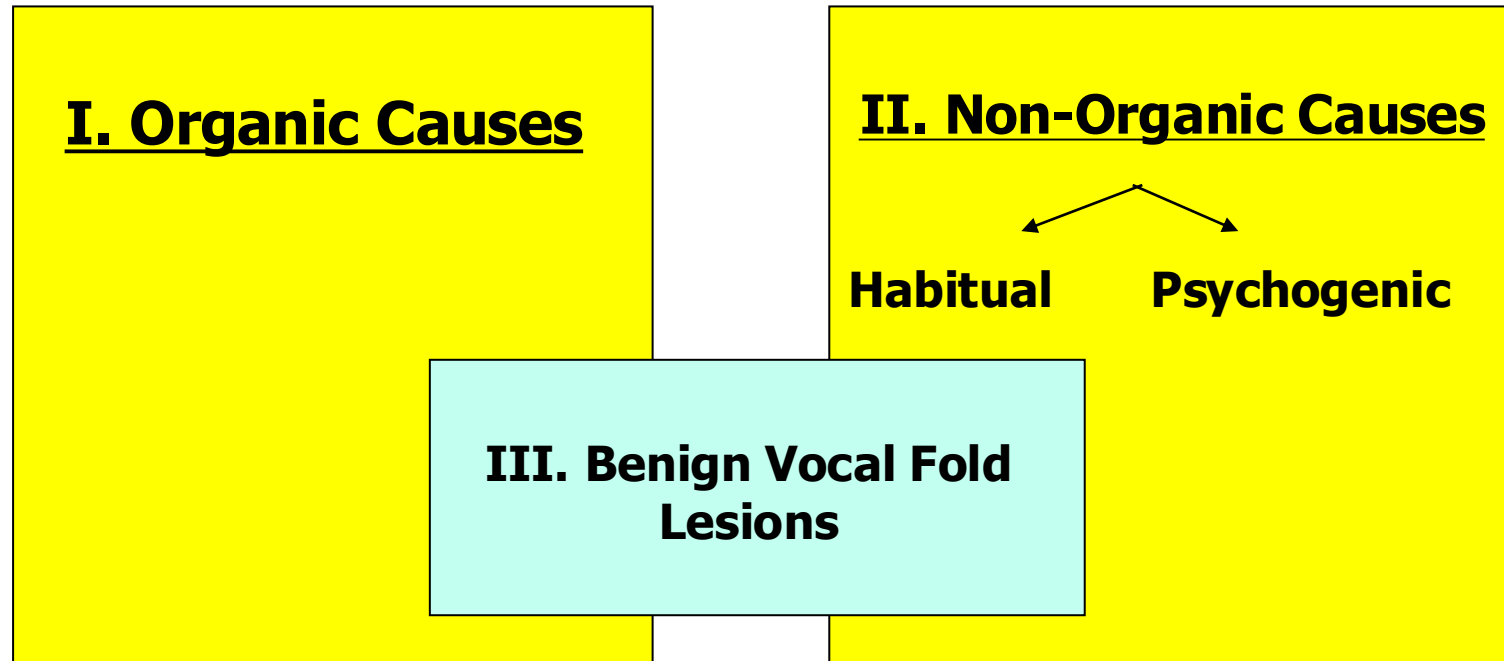 I. Organic Causes
II. Non-Organic Causes
Habitual
Psychogenic
III. Benign Vocal Fold
Lesions